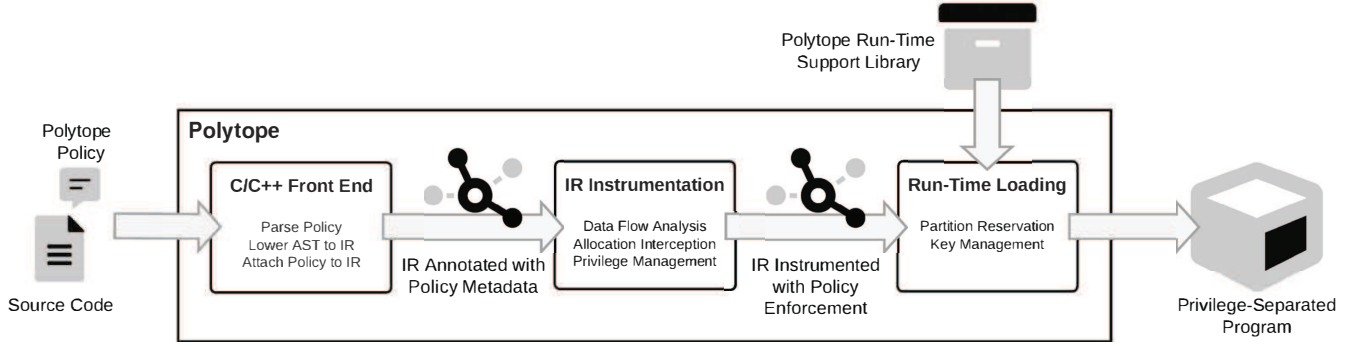 Polytope Run-Time
Support Library
Polytope
Policy
Source Code
Polytope
C/C++ Front End
Parse Policy
Lower AST to IR
Attach Policy to IR
IR Annotated with
Policy Metadata
IR Instrumentation
Data Flow Analysis
Allocation Interception
Privilege Management
IR Instrumented
with Policy
Enforcement
Run-Time Loading
Partition Reservation
Key Management
Privilege-Separated
Program